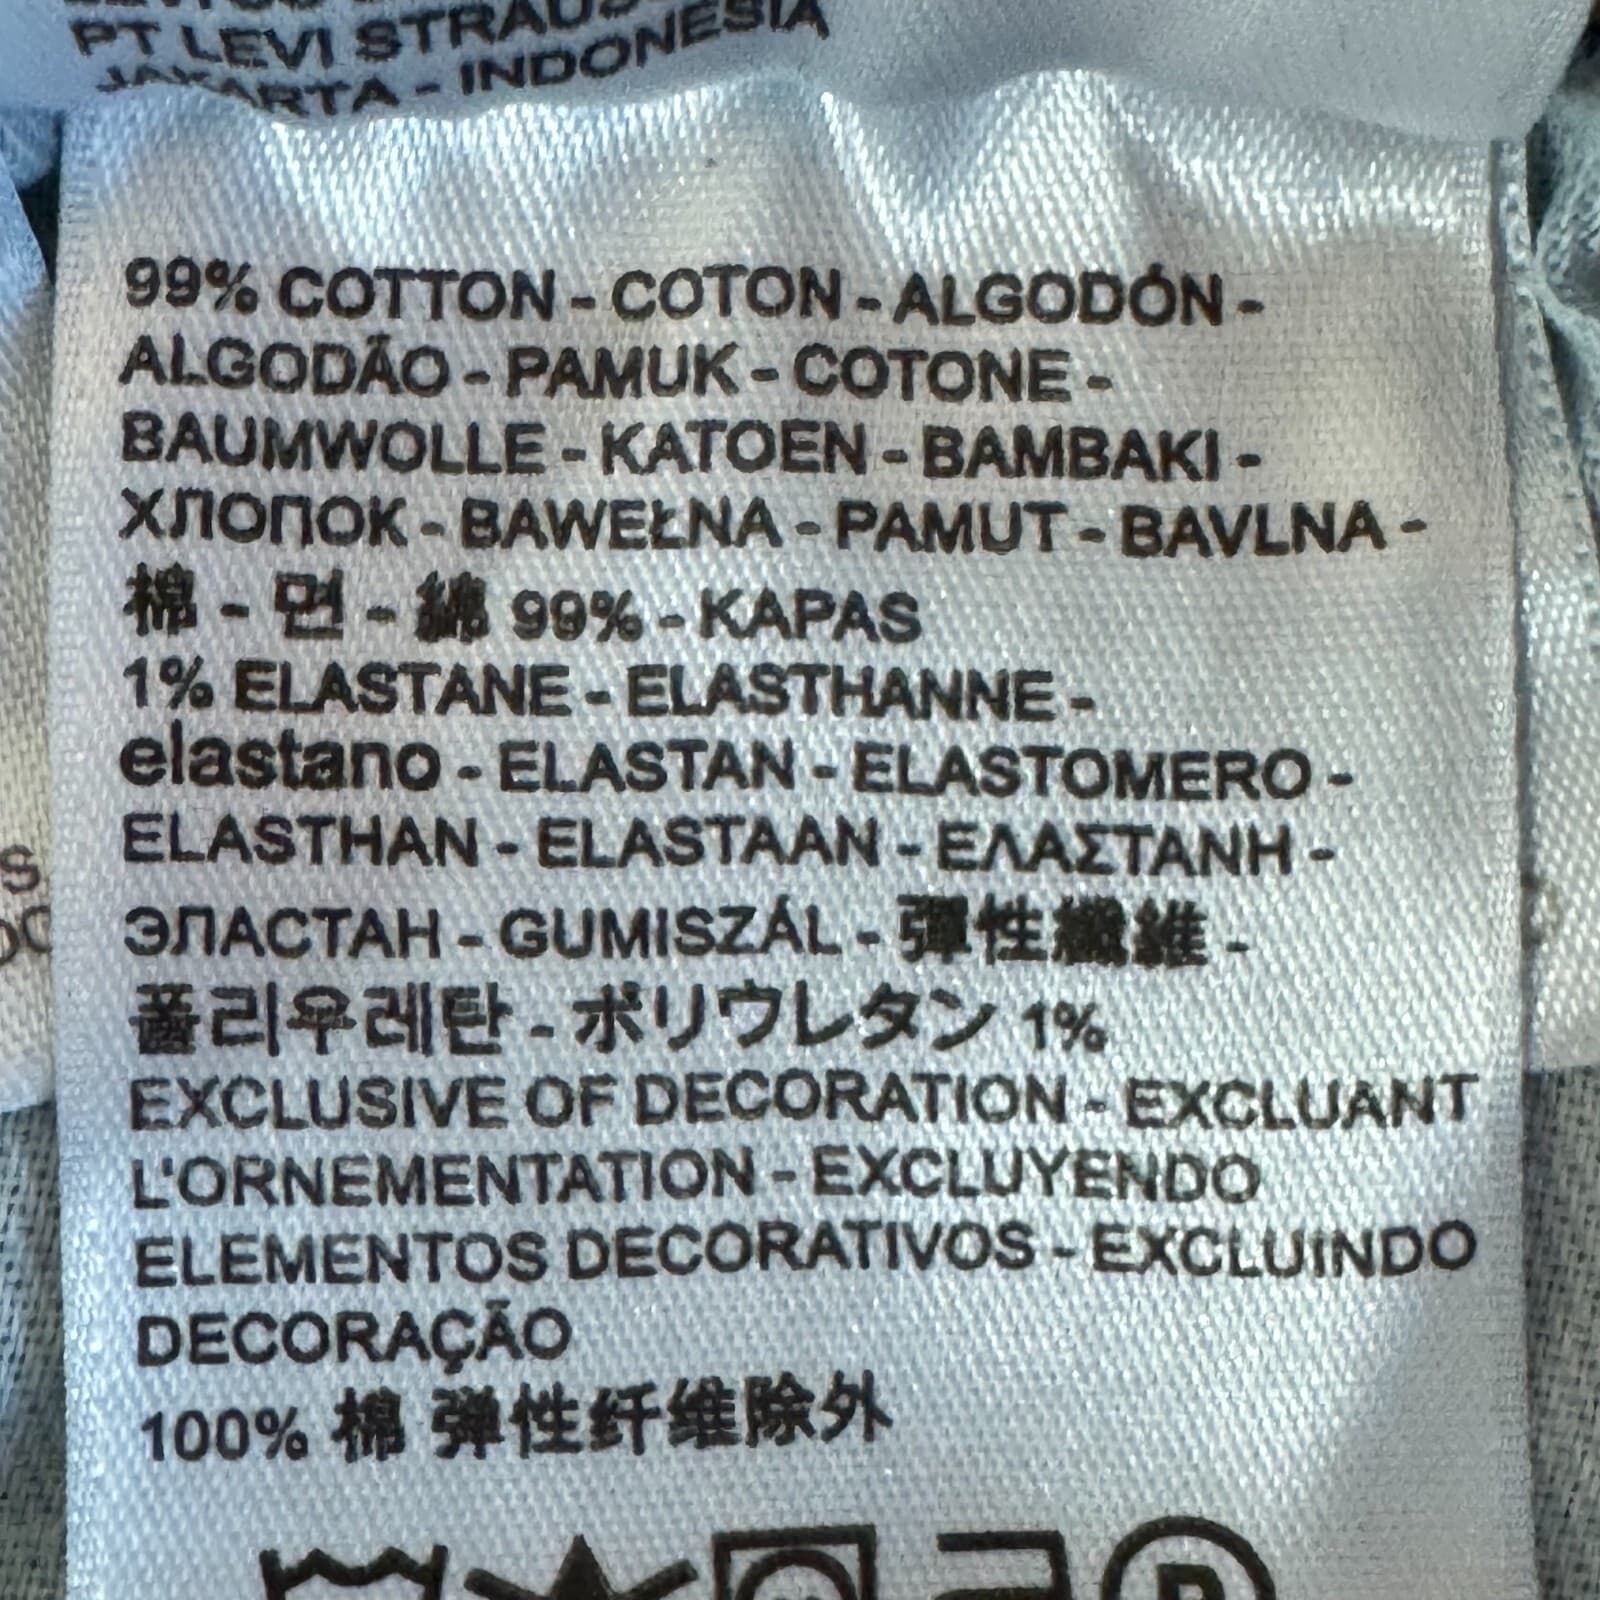 PT LEVI STRAUSS
JAKARTA - INDONESIA
99% COTTON - COTON - ALGODÓN -
ALGODÃO - PAMUK - COTONE -
BAUMWOLLE - KATOEN - BAMBAKI -
ХЛОПОК - BAWEŁNA - PAMUT - BAVLNA -
棉 - 면 - 綿 99% - KAPAS
1% ELASTANE - ELASTHANNE -
elastano - ELASTAN - ELASTOMERO -
ELASTHAN - ELASTAAN - ΕΛΑΣΤΑΝΗ -
ЭЛАСТАН - GUMISZÁL - 彈性纖維 -
폴리우레탄 - ポリウレタン 1%
EXCLUSIVE OF DECORATION - EXCLUANT
L'ORNEMENTATION - EXCLUYENDO
ELEMENTOS DECORATIVOS - EXCLUINDO
DECORAÇÃO
100% 棉 弹性纤维除外